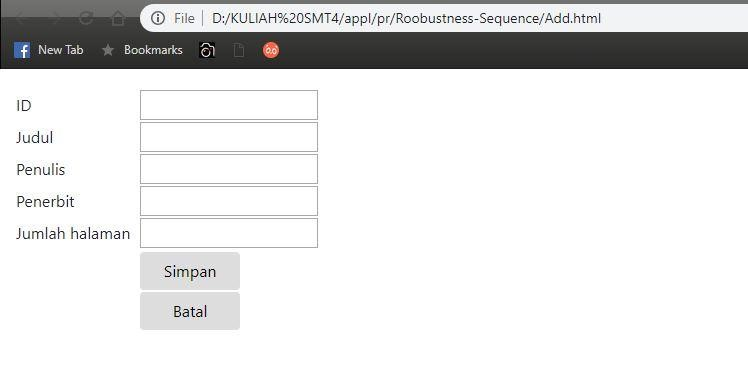 File D:/KULIAH%20SMT4/appl/pr/Roobustness-Sequence/Add.html
New Tab Bookmarks
ID
Judul
Penulis
Penerbit
Jumlah halaman
Simpan
Batal